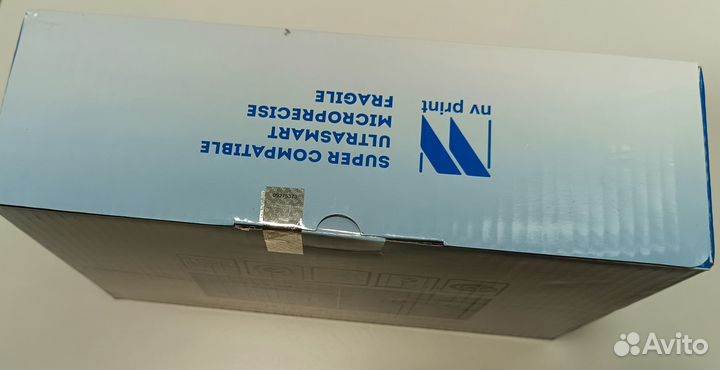 SUPER COMPATIBLE
ULTRASMART
MICROPRECISE
FRAGILE
nv print
Avito